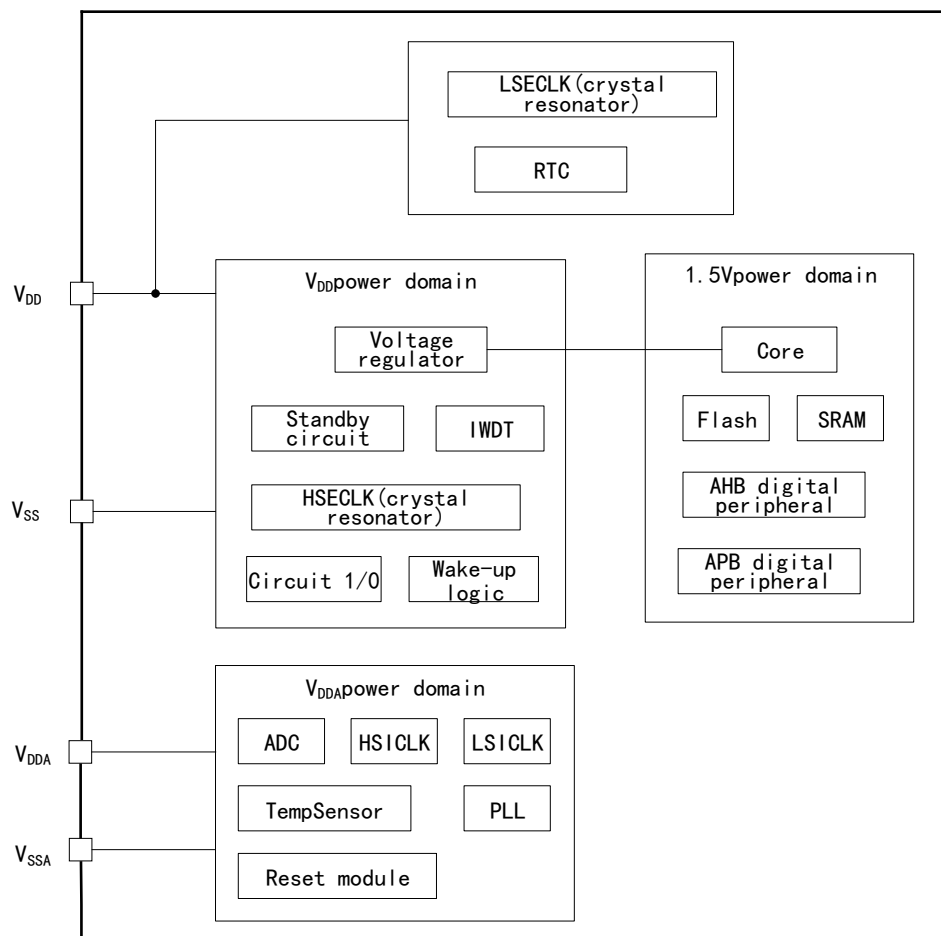 LSECLK(crystal
resonator)
RTC
VDD
VDDpower domain
1.5Vpower domain
Voltage
regulator
Core
Standby
circuit
IWDT
Flash
SRAM
VSS
HSECLK(crystal
resonator)
AHB digital
peripheral
Circuit 1/0
Wake-up
logic
APB digital
peripheral
VDDApower domain
VDDA
ADC
HSICLK
LSICLK
TempSensor
PLL
VSSA
Reset module